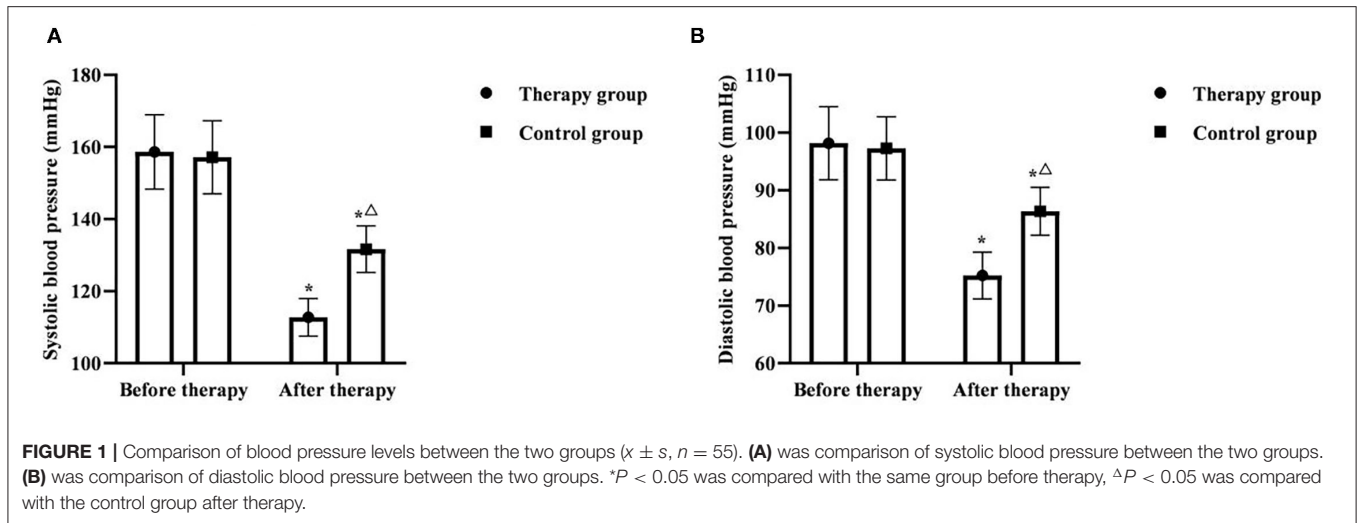 A
Systolic blood pressure (mmHg)
180
160
140
120
100
*
*△
Before therapy
After therapy
Therapy group
Control group
B
Diastolic blood pressure (mmHg)
110
100
90
80
70
60
*
*△
Before therapy
After therapy
Therapy group
Control group
FIGURE 1 | Comparison of blood pressure levels between the two groups (x ± s, n = 55). (A) was comparison of systolic blood pressure between the two groups.
(B) was comparison of diastolic blood pressure between the two groups. *P < 0.05 was compared with the same group before therapy, △P < 0.05 was compared
with the control group after therapy.